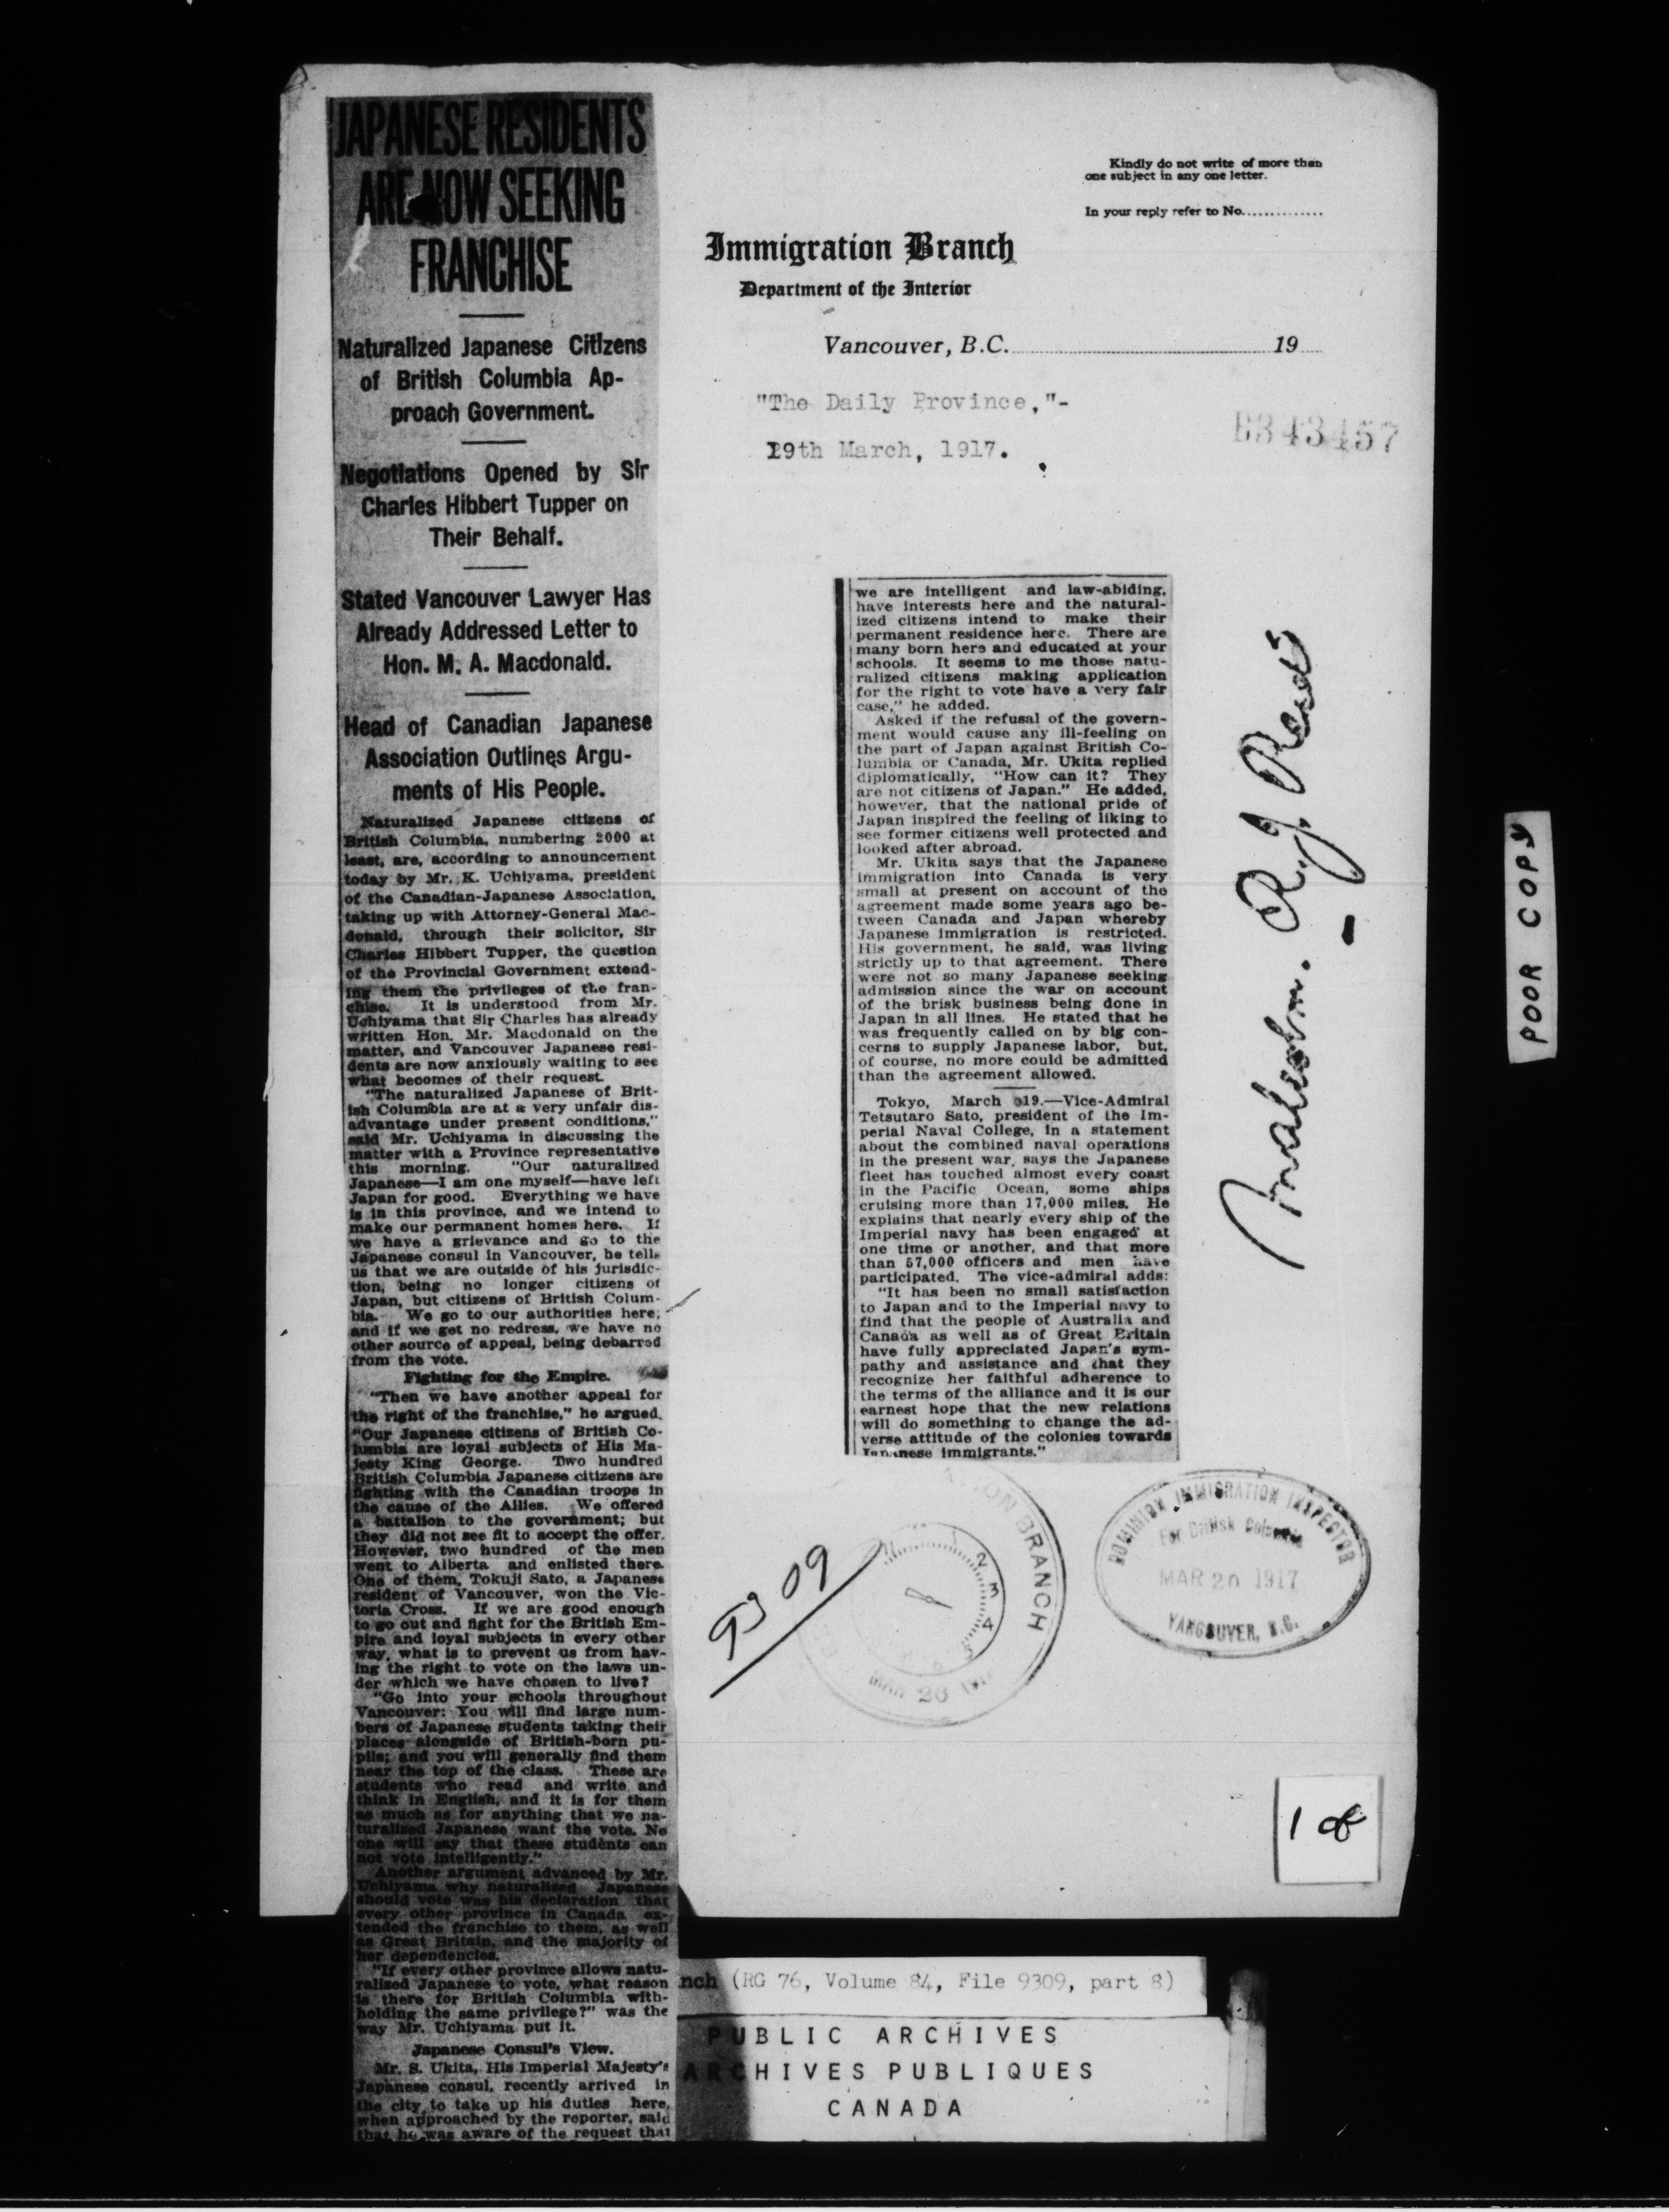 JAPANESE RESIDENTS
ARE NOW SEEKING
FRANCHISE
Naturalized Japanese Citizens
of British Columbia Ap-
proach Government.
Negotiations Opened by Sir
Charles Hibbert Tupper on
Their Behalf.
Stated Vancouver Lawyer Has
Already Addressed Letter to
Hon. M. A. Macdonald.
Head of Canadian Japanese
Association Outlines Argu-
ments of His People.
Naturalized Japanese citizens of
British Columbia, numbering 2000 at
least, are, according to announcement
today by Mr. K. Uchiyama, president
of the Canadian-Japanese Association,
taking up with Attorney-General Mac-
donald, through their solicitor, Sir
Charles Hibbert Tupper, the question
of the Provincial Government extend-
ing them the privileges of the fran-
chise. It is understood from Mr.
Uchiyama that Sir Charles has already
written Hon. Mr. Macdonald on the
matter, and Vancouver Japanese resi-
dents are now anxiously waiting to see
what becomes of their request.
"The naturalized Japanese of Brit-
ish Columbia are at a very unfair dis-
advantage under present conditions,"
said Mr. Uchiyama in discussing the
matter with a Province representative
this morning. "Our naturalized
Japanese—I am one myself—have left
Japan for good. Everything we have
is in this province, and we intend to
make our permanent homes here. If
we have a grievance and go to the
Japanese consul in Vancouver, he tells
us that we are outside of his jurisdic-
tion, being no longer citizens of
Japan, but citizens of British Colum-
bia. We go to our authorities here,
and if we get no redress, we have no
other source of appeal, being debarred
from the vote.
Fighting for the Empire.
"Then we have another appeal for
the right of the franchise," he argued.
"Our Japanese citizens of British Co-
lumbia are loyal subjects of His Ma-
jesty King George. Two hundred
British Columbia Japanese citizens are
fighting with the Canadian troops in
the cause of the Allies. We offered
a battalion to the government; but
they did not see fit to accept the offer.
However, two hundred of the men
went to Alberta and enlisted there.
One of them, Tokuji Sato, a Japanese
resident of Vancouver, won the Vic-
toria Cross. If we are good enough
to go out and fight for the British Em-
pire and loyal subjects in every other
way, what is to prevent us from hav-
ing the right to vote on the laws un-
der which we have chosen to live?
"Go into your schools throughout
Vancouver: You will find large num-
bers of Japanese students taking their
places alongside of British-born pu-
pils; and you will generally find them
near the top of the class. These are
students who read and write and
think in English, and it is for them
as much as for anything that we na-
turalized Japanese want the vote. No
one will say that these students can
not vote intelligently."
Another argument advanced by Mr.
Uchiyama why naturalized Japanese
should vote was his declaration that
every other province in Canada ex-
tended the franchise to them, as well
as Great Britain, and the majority of
her dependencies.
"If every other province allows natu-
ralized Japanese to vote, what reason
is there for British Columbia with-
holding the same privilege?" was the
way Mr. Uchiyama put it.
Japanese Consul's View.
Mr. S. Ukita, His Imperial Majesty's
Japanese consul, recently arrived in
the city to take up his duties here,
when approached by the reporter, said
that he was aware of the request that
Kindly do not write of more than
one subject in any one letter.
In your reply refer to No..............
Immigration Branch
Department of the Interior
Vancouver, B.C. 19
"The Daily Province,"-
19th March, 1917.
B343457
we are intelligent and law-abiding,
have interests here and the natural-
ized citizens intend to make their
permanent residence here. There are
many born here and educated at your
schools. It seems to me those natu-
ralized citizens making application
for the right to vote have a very fair
case," he added.
Asked if the refusal of the govern-
ment would cause any ill-feeling on
the part of Japan against British Co-
lumbia or Canada, Mr. Ukita replied
diplomatically, "How can it? They
are not citizens of Japan." He added,
however, that the national pride of
Japan inspired the feeling of liking to
see former citizens well protected and
looked after abroad.
Mr. Ukita says that the Japanese
immigration into Canada is very
small at present on account of the
agreement made some years ago be-
tween Canada and Japan whereby
Japanese immigration is restricted.
His government, he said, was living
strictly up to that agreement. There
were not so many Japanese seeking
admission since the war on account
of the brisk business being done in
Japan in all lines. He stated that he
was frequently called on by big con-
cerns to supply Japanese labor, but,
of course, no more could be admitted
than the agreement allowed.
Tokyo, March 19.—Vice-Admiral
Tetsutaro Sato, president of the Im-
perial Naval College, in a statement
about the combined naval operations
in the present war, says the Japanese
fleet has touched almost every coast
in the Pacific Ocean, some ships
cruising more than 17,000 miles. He
explains that nearly every ship of the
Imperial navy has been engaged at
one time or another, and that more
than 57,000 officers and men have
participated. The vice-admiral adds:
"It has been no small satisfaction
to Japan and to the Imperial navy to
find that the people of Australia and
Canada as well as of Great Britain
have fully appreciated Japan's sym-
pathy and assistance and that they
recognize her faithful adherence to
the terms of the alliance and it is our
earnest hope that the new relations
will do something to change the ad-
verse attitude of the colonies towards
Japanese immigrants."
Malcolm. R. J. Reid
9309
BRANCH
2
3
4
MAR 20
DOMINION IMMIGRATION INSPECTOR
For British Columbia
MAR 20 1917
VANCOUVER, B.C.
POOR COPY
1 of
nch (RG 76, Volume 84, File 9309, part 8)
PUBLIC ARCHIVES
ARCHIVES PUBLIQUES
CANADA